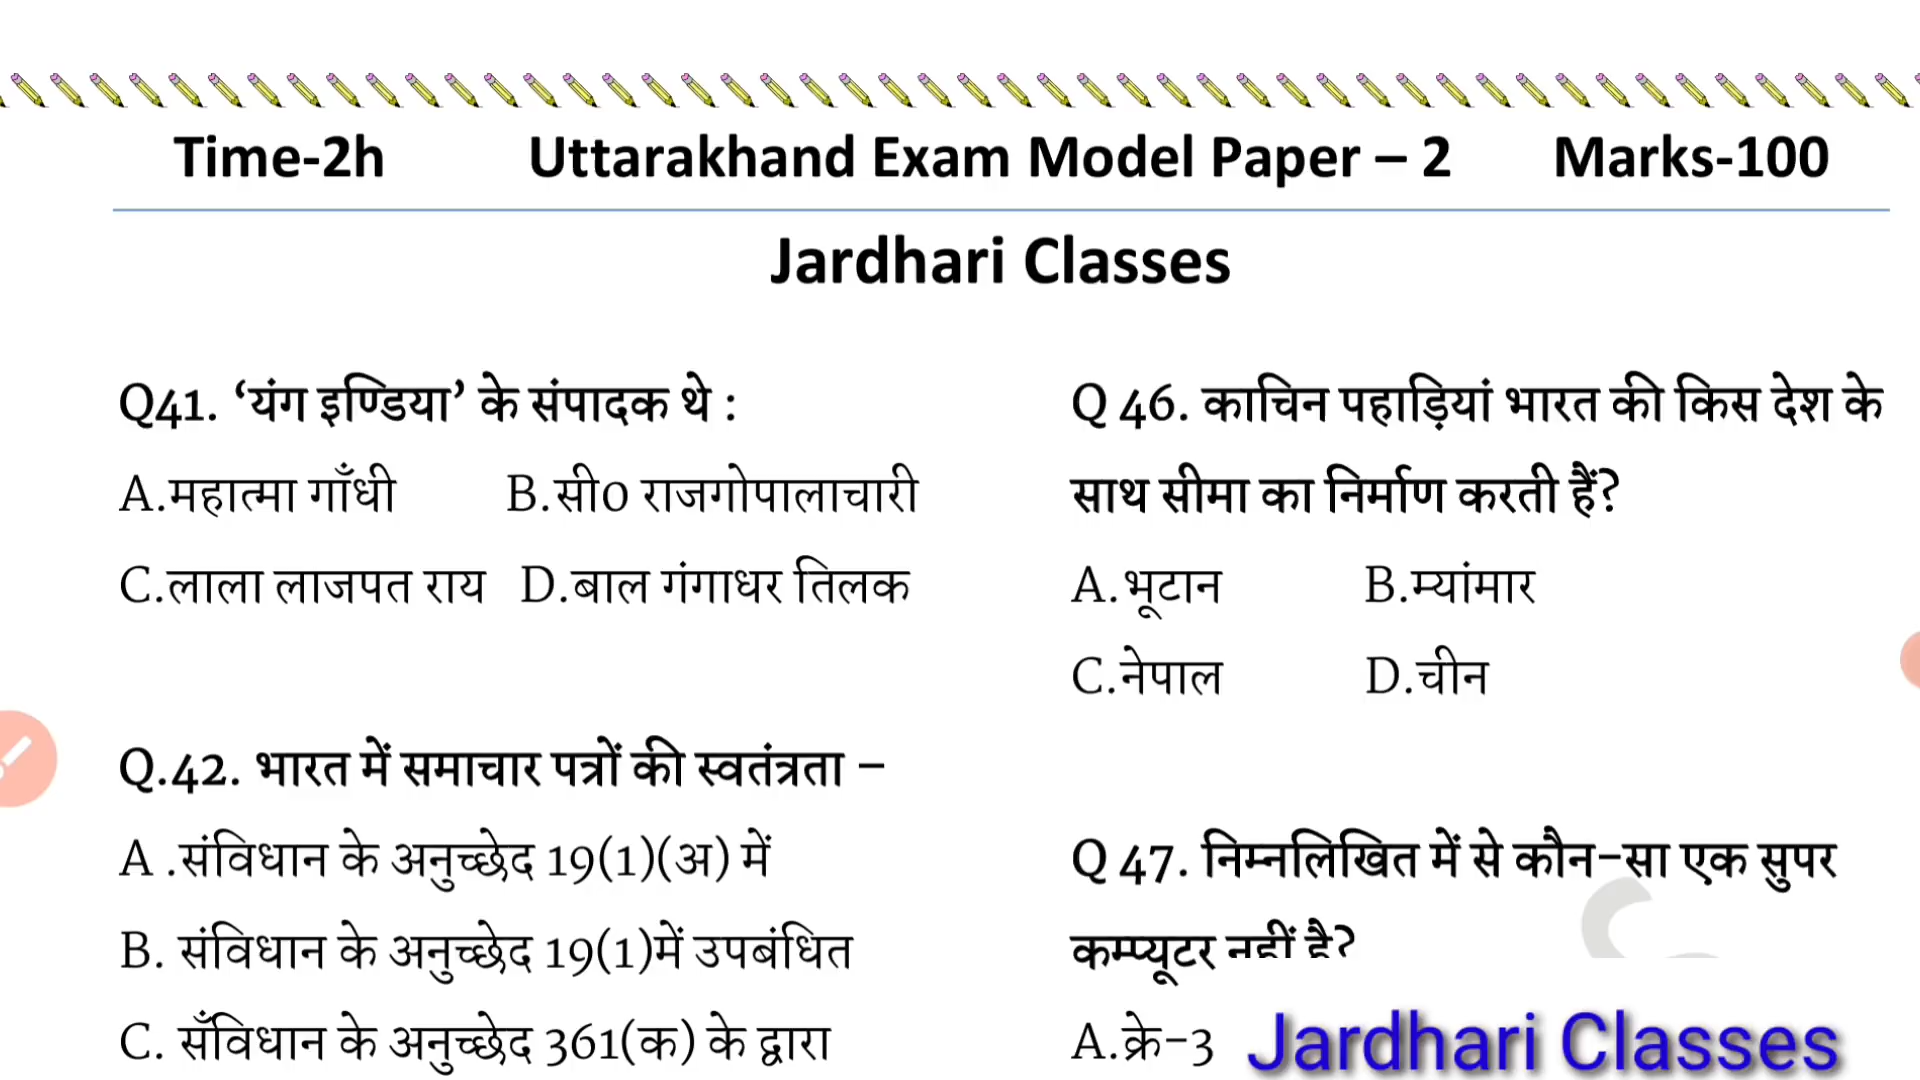 Time-2h Uttarakhand Exam Model Paper – 2 Marks-100
Jardhari Classes
Q41. ‘यंग इण्डिया’ के संपादक थे :
A.महात्मा गाँधी B.सी0 राजगोपालाचारी
C.लाला लाजपत राय D.बाल गंगाधर तिलक
Q.42. भारत में समाचार पत्रों की स्वतंत्रता –
A .संविधान के अनुच्छेद 19(1)(अ) में
B. संविधान के अनुच्छेद 19(1)में उपबंधित
C. सँविधान के अनुच्छेद 361(क) के द्वारा
Q 46. काचिन पहाड़ियां भारत की किस देश के
साथ सीमा का निर्माण करती हैं?
A.भूटान B.म्यांमार
C.नेपाल D.चीन
Q 47. निम्नलिखित में से कौन–सा एक सुपर
कम्प्यूटर नहीं है?
A.क्रे–3
Jardhari Classes